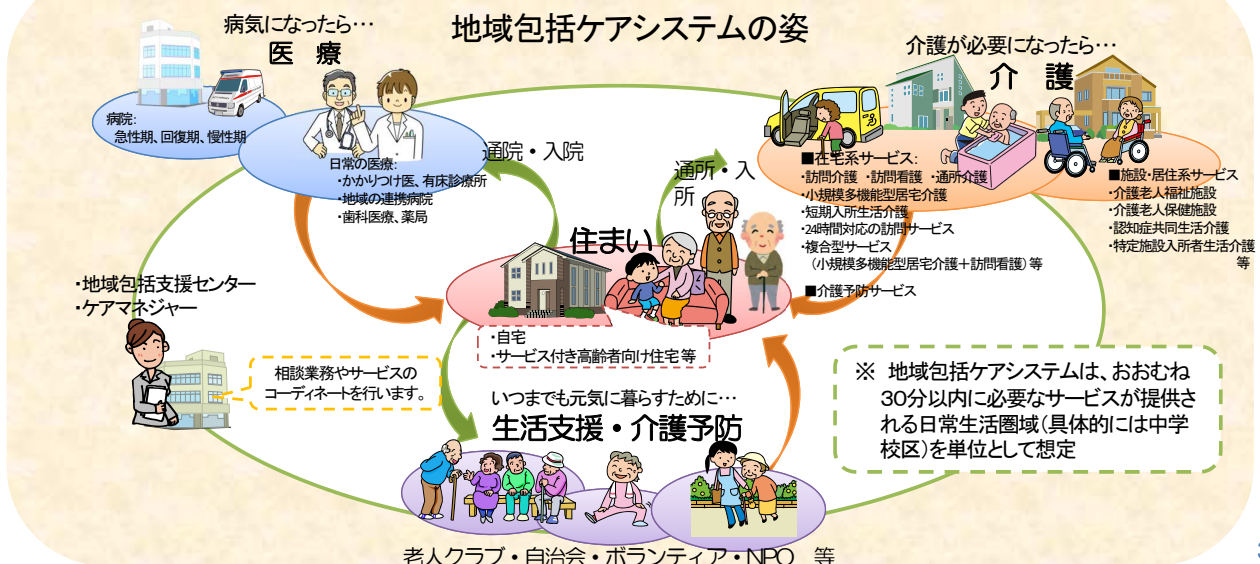 地域包括ケアシステムの姿
病気になったら…
医 療
病院:
急性期、回復期、慢性期
日常の医療:
・かかりつけ医、有床診療所
・地域の連携病院
・歯科医療、薬局
通院・入院
介護が必要になったら…
介 護
通所・入
所
■在宅系サービス:
・訪問介護 ・訪問看護 ・通所介護
・小規模多機能型居宅介護
・短期入所生活介護
・24時間対応の訪問サービス
・複合型サービス
（小規模多機能型居宅介護＋訪問看護）等
■介護予防サービス
■施設・居住系サービス
・介護老人福祉施設
・介護老人保健施設
・認知症共同生活介護
・特定施設入所者生活介護
等
住まい
・自宅
・サービス付き高齢者向け住宅 等
・地域包括支援センター
・ケアマネジャー
相談業務やサービスの
コーディネートを行います。
いつまでも元気に暮らすために…
生活支援・介護予防
老人クラブ・自治会・ボランティア・NPO 等
※ 地域包括ケアシステムは、おおむね
30分以内に必要なサービスが提供さ
れる日常生活圏域（具体的には中学
校区）を単位として想定